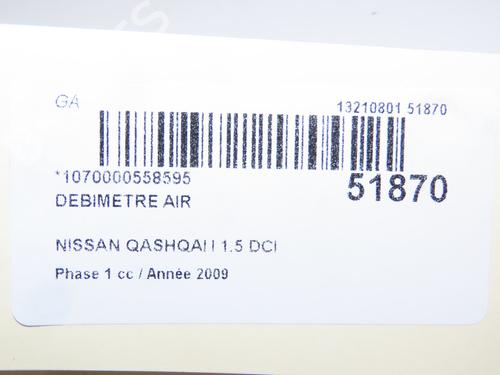 GA
13210801 51870
*1070000558595
51870
DEBIMETRE AIR
NISSAN QASHQAI I 1.5 DCI
Phase 1 cc / Année 2009